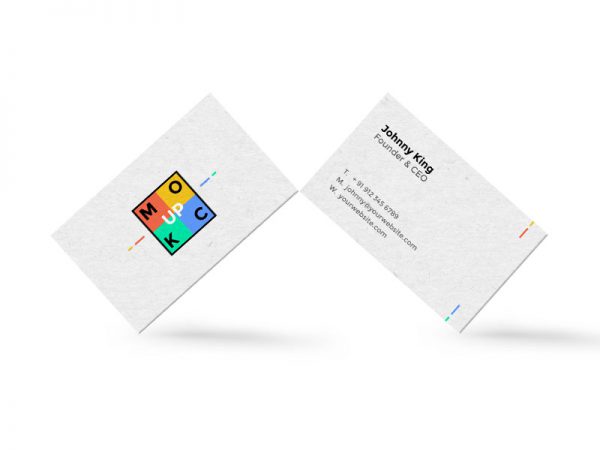 M O
UP
K C
Johnny King
Founder & CEO
T. + 91 912 345 6789
M. johnny@yourwebsite.com
W. yourwebsite.com